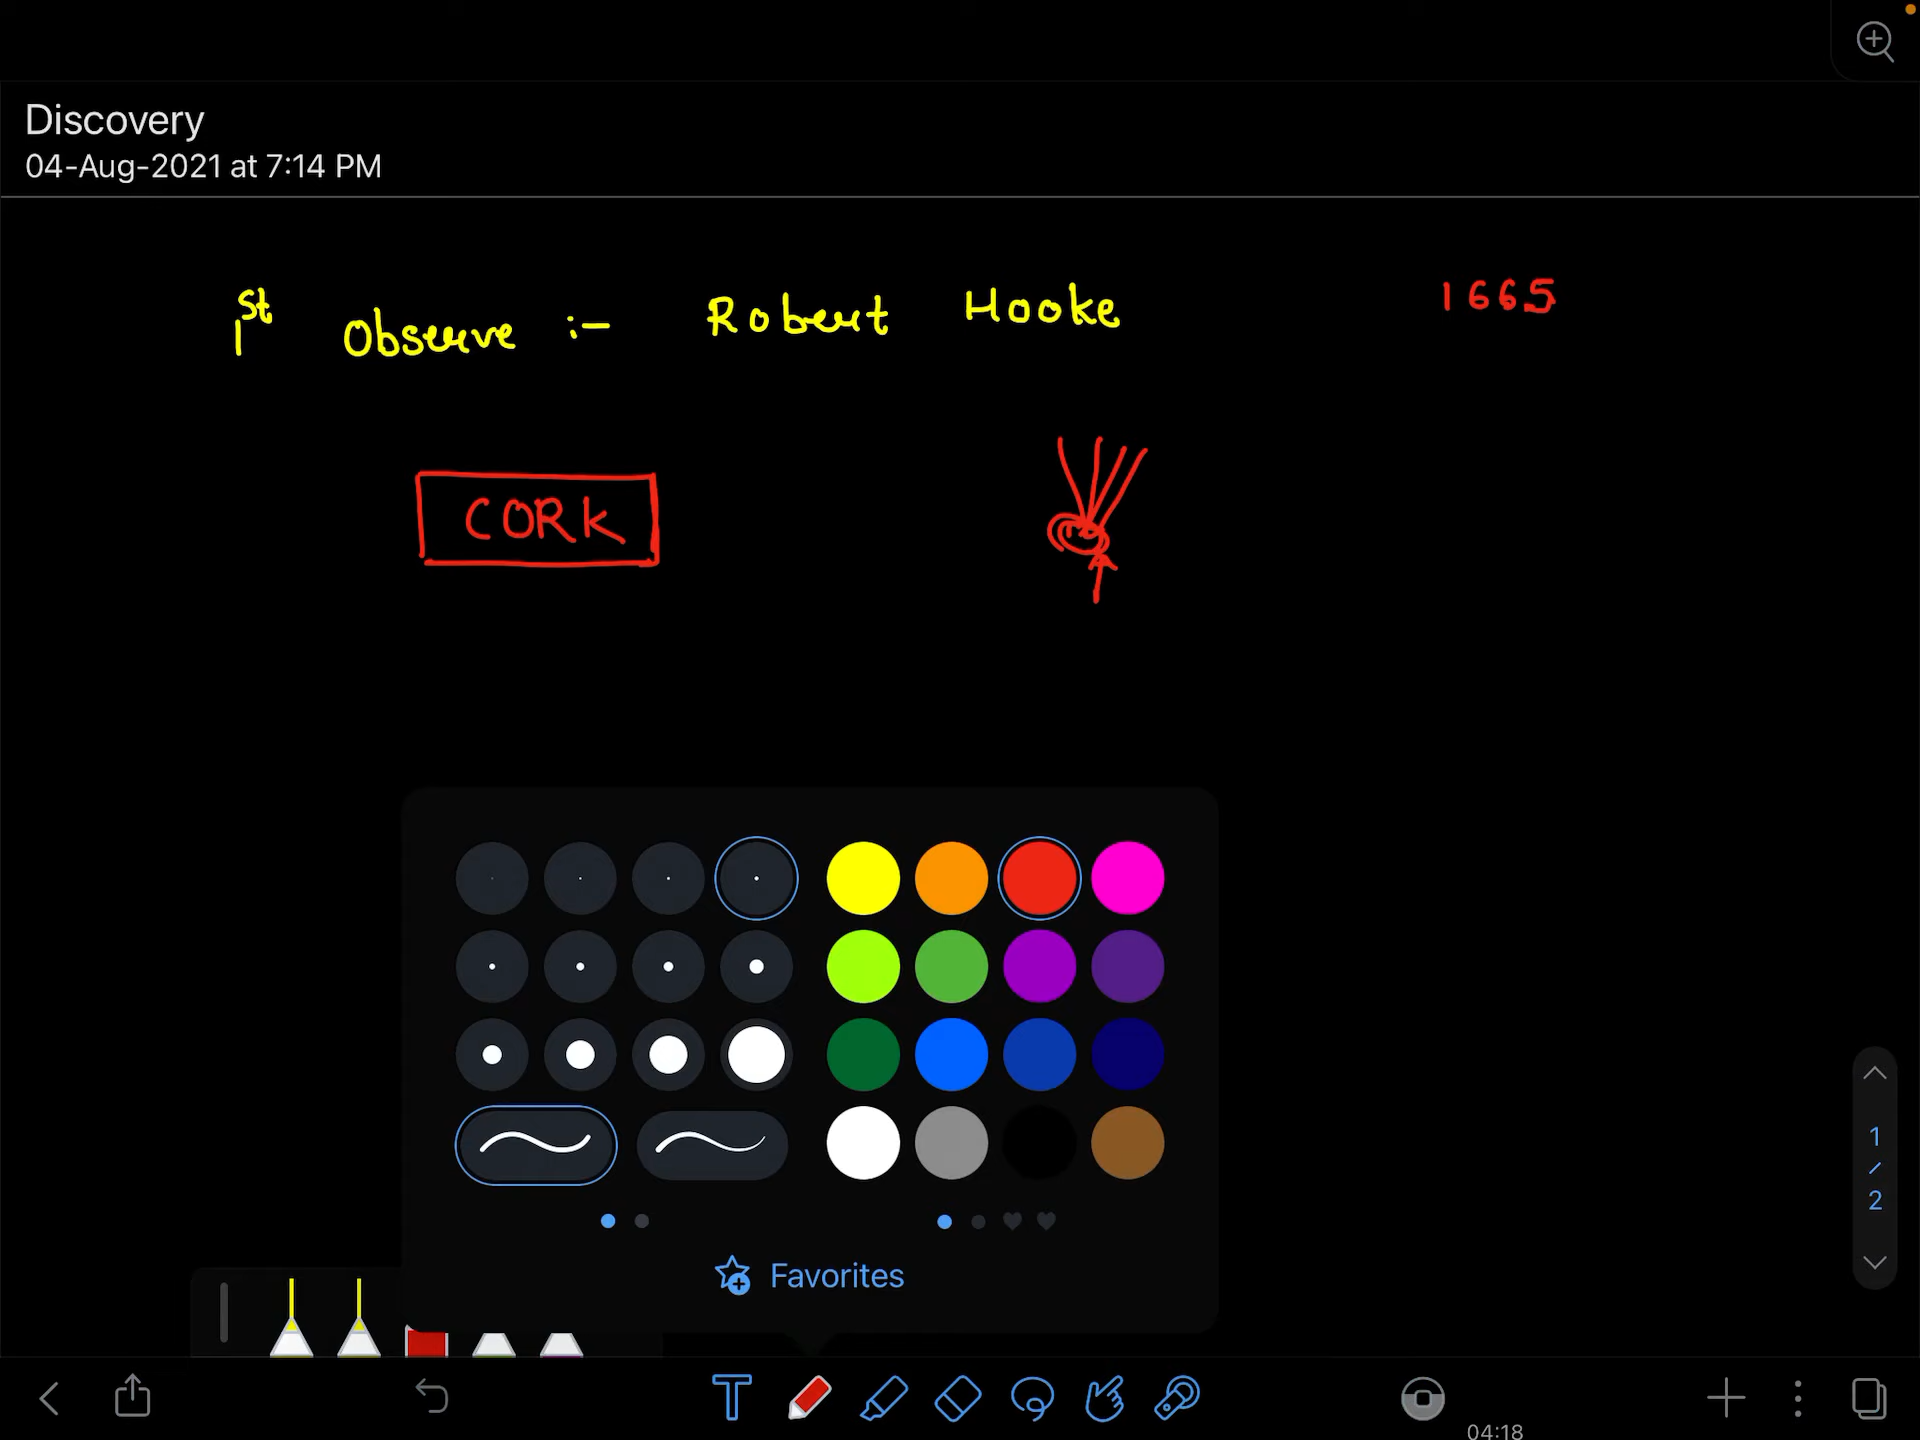 Discovery
04-Aug-2021 at 7:14 PM
1st Observe :- Robert Hooke 1665
CORK
Favorites
1
/
2
04:18